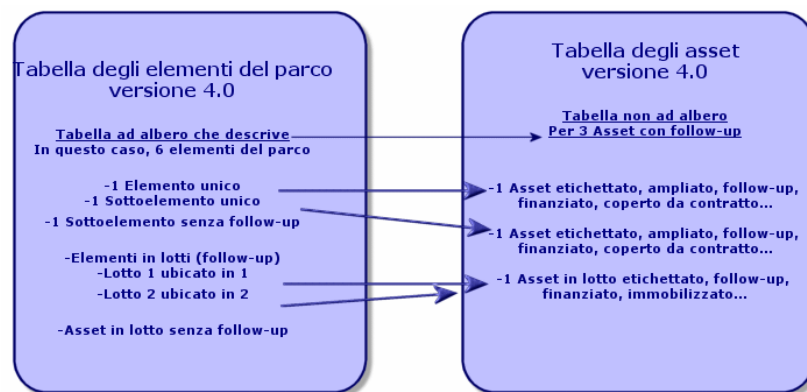 Tabella degli elementi del parco
versione 4.0
Tabella ad albero che descrive
In questo caso, 6 elementi del parco
-1 Elemento unico
-1 Sottoelemento unico
-1 Sottoelemento senza follow-up
-Elementi in lotti (follow-up)
-Lotto 1 ubicato in 1
-Lotto 2 ubicato in 2
-Asset in lotto senza follow-up
Tabella degli asset
versione 4.0
Tabella non ad albero
Per 3 Asset con follow-up
-1 Asset etichettato, ampliato, follow-up,
finanziato, coperto da contratto...
-1 Asset etichettato, ampliato, follow-up,
finanziato, coperto da contratto...
-1 Asset in lotto etichettato, follow-up,
finanziato, immobilizzato...